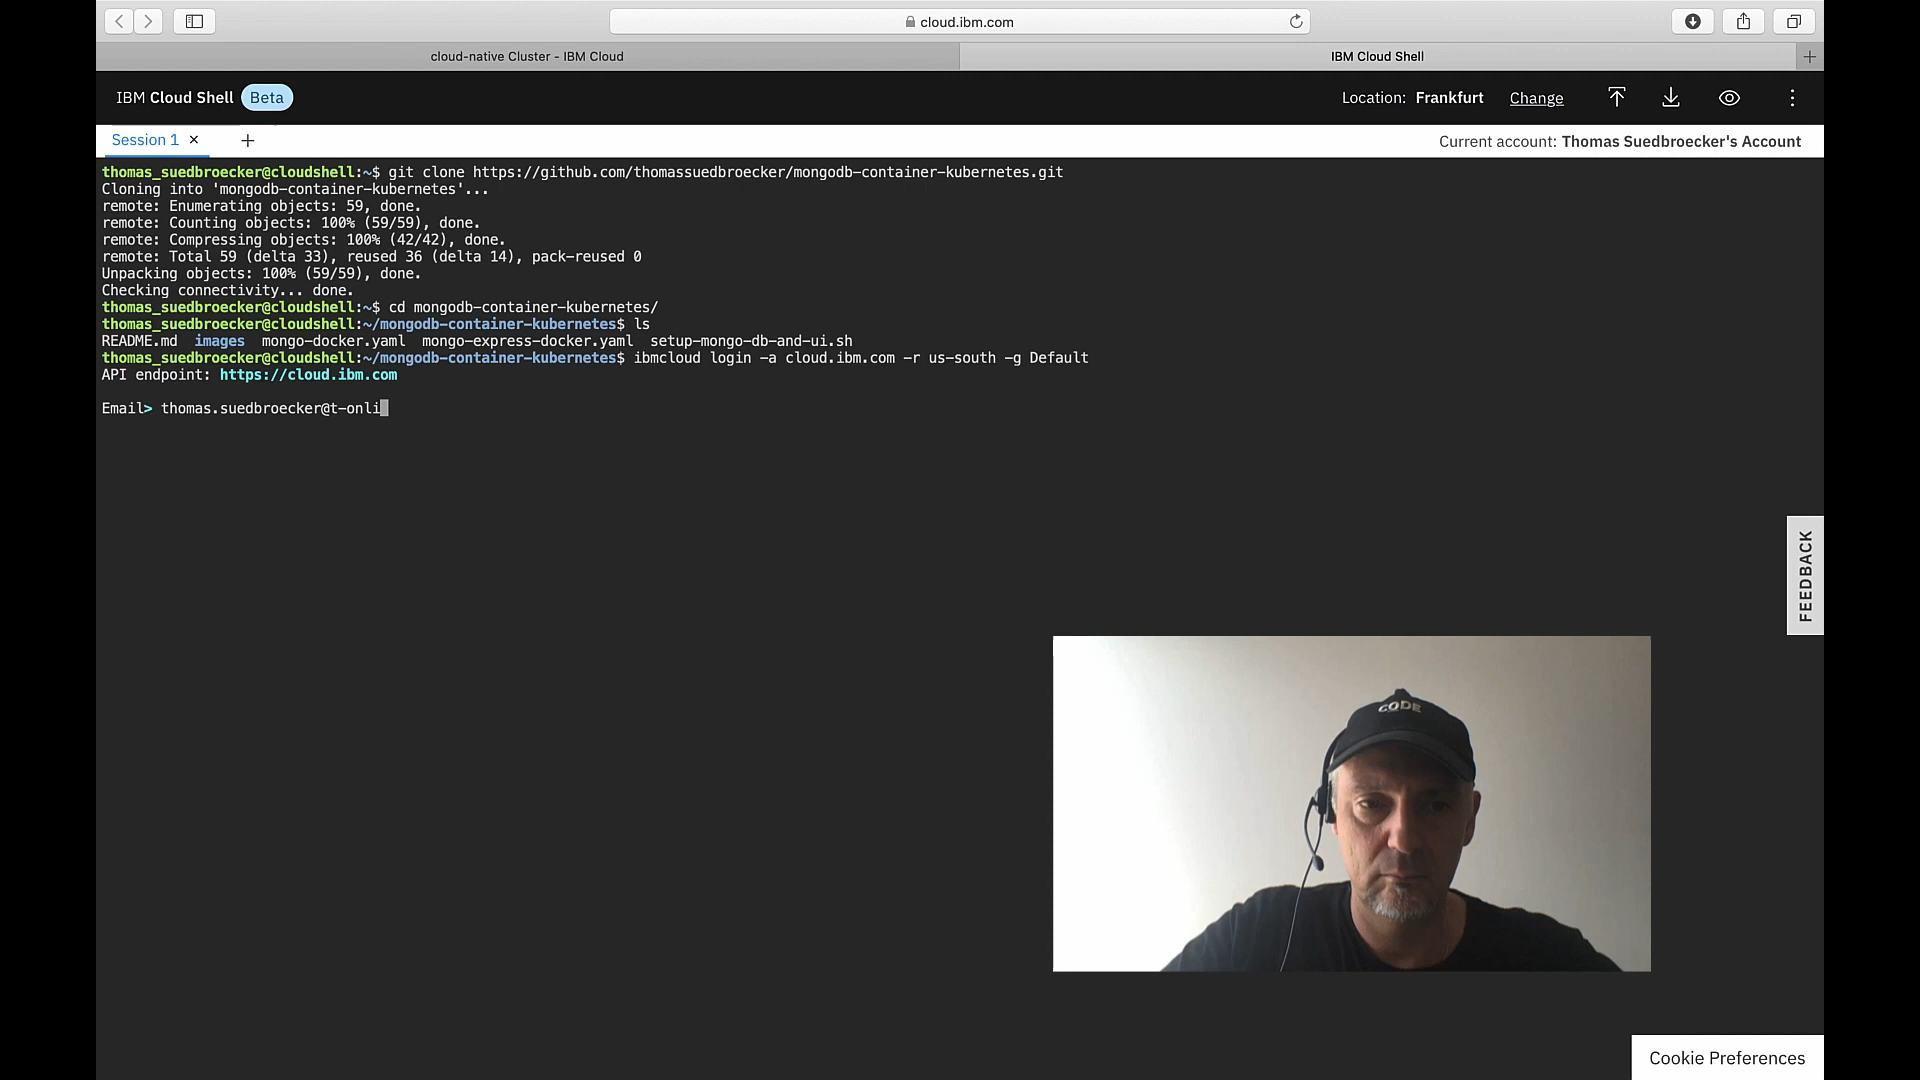 cloud.ibm.com
cloud-native Cluster - IBM Cloud
IBM Cloud Shell
IBM Cloud Shell Beta
Location: Frankfurt Change
Session 1
Current account: Thomas Suedbroecker's Account
thomas_suedbroecker@cloudshell:~$ git clone https://github.com/thomassuedbroecker/mongodb-container-kubernetes.git
Cloning into 'mongodb-container-kubernetes'...
remote: Enumerating objects: 59, done.
remote: Counting objects: 100% (59/59), done.
remote: Compressing objects: 100% (42/42), done.
remote: Total 59 (delta 33), reused 36 (delta 14), pack-reused 0
Unpacking objects: 100% (59/59), done.
Checking connectivity... done.
thomas_suedbroecker@cloudshell:~$ cd mongodb-container-kubernetes/
thomas_suedbroecker@cloudshell:~/mongodb-container-kubernetes$ ls
README.md  images  mongo-docker.yaml  mongo-express-docker.yaml  setup-mongo-db-and-ui.sh
thomas_suedbroecker@cloudshell:~/mongodb-container-kubernetes$ ibmcloud login -a cloud.ibm.com -r us-south -g Default
API endpoint: https://cloud.ibm.com
Email> thomas.suedbroecker@t-onli
FEEDBACK
CODE
Cookie Preferences